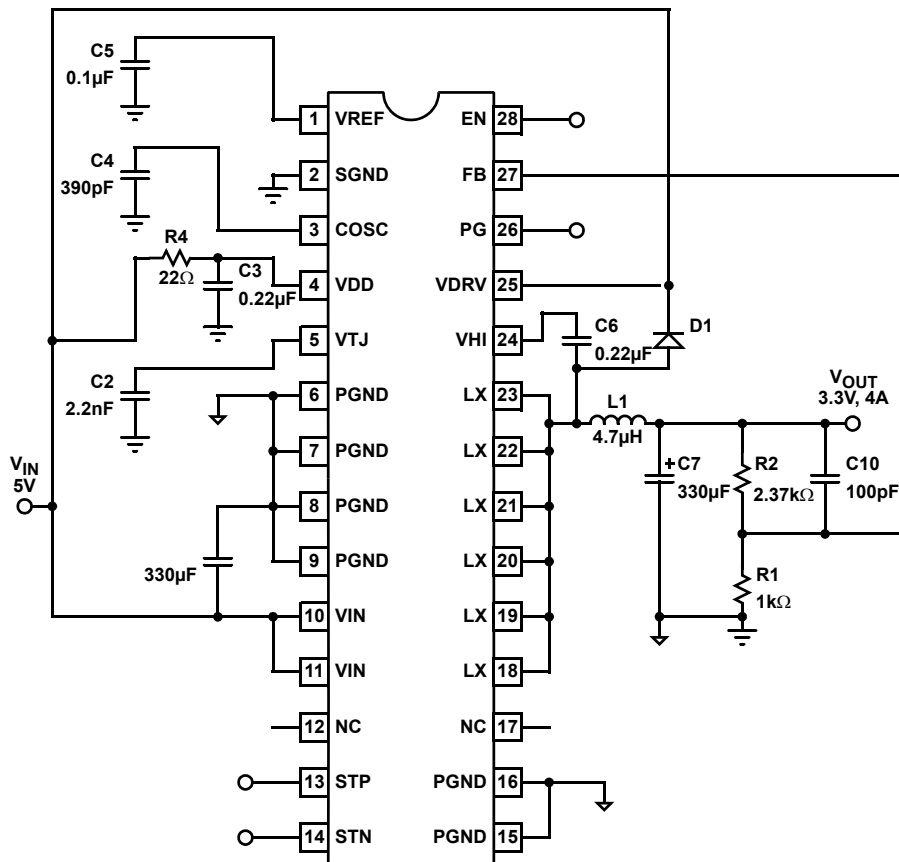 C5
0.1µF
1 VREF
EN 28
C4
390pF
2 SGND
FB 27
3 COSC
PG 26
R4
22Ω
C3
0.22µF
4 VDD
VDRV 25
5 VTJ
VHI 24
C6
0.22µF
D1
C2
2.2nF
6 PGND
LX 23
L1
4.7µH
VOUT
3.3V, 4A
7 PGND
LX 22
+ C7
330µF
R2
2.37kΩ
C10
100pF
VIN
5V
8 PGND
LX 21
330µF
9 PGND
LX 20
R1
1kΩ
10 VIN
LX 19
11 VIN
LX 18
12 NC
NC 17
13 STP
PGND 16
14 STN
PGND 15